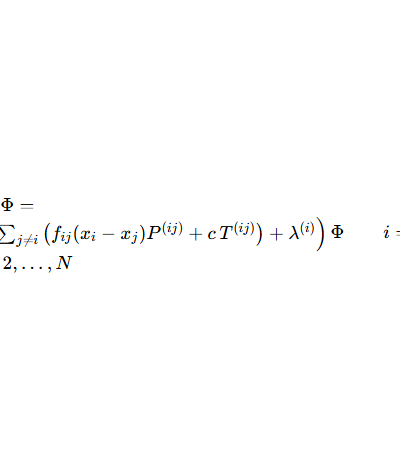 Φ =
∑_{j≠i} (f_{ij}(x_i − x_j)P^{(ij)} + c T^{(ij)}) + λ^{(i)}) Φ i =
2, …, N